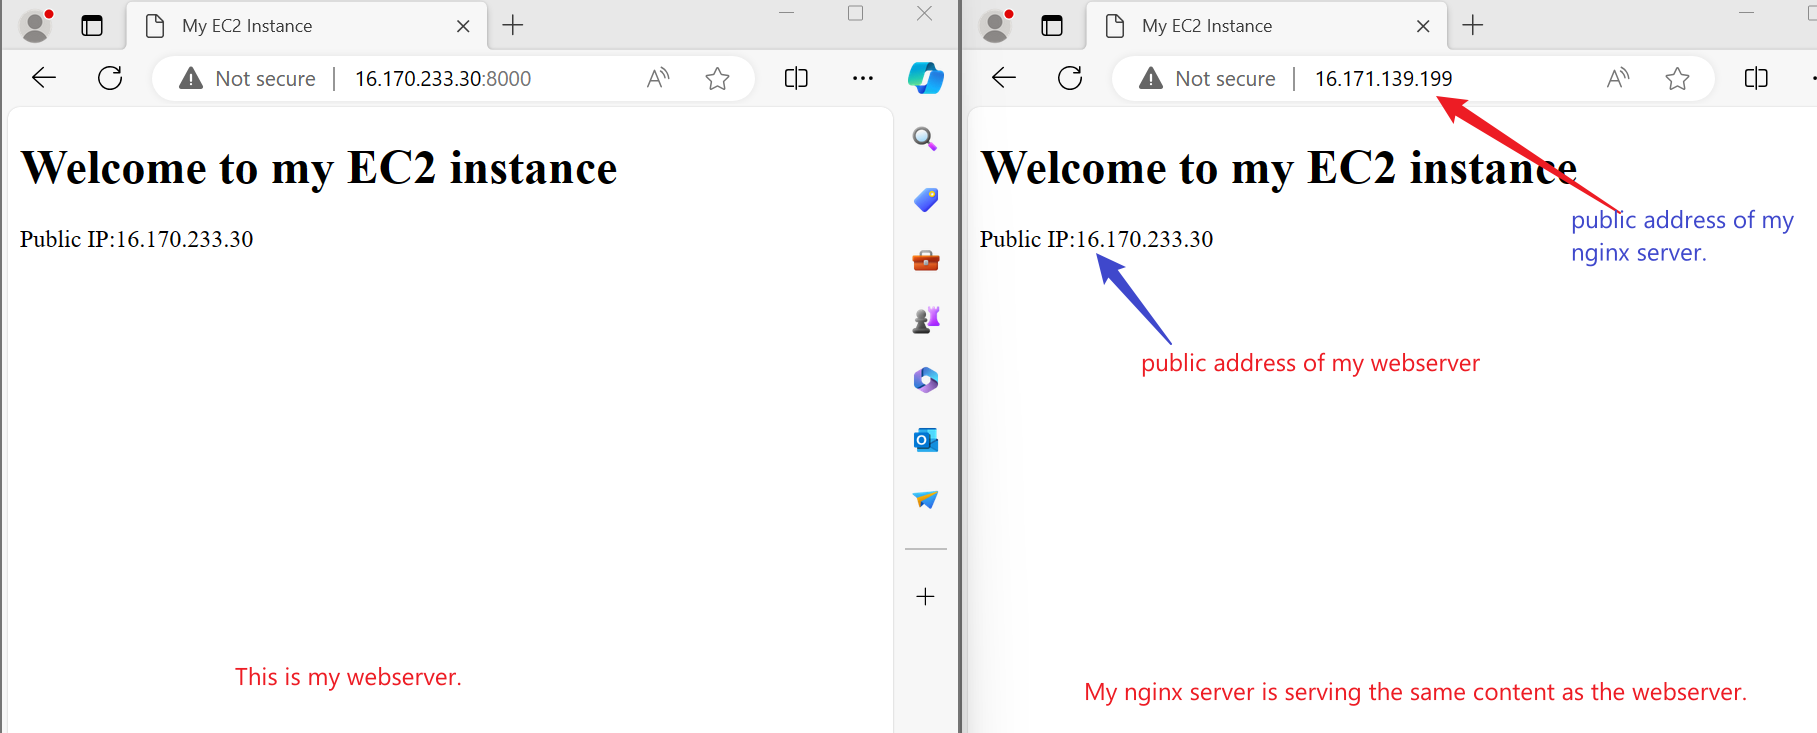 My EC2 Instance
Not secure | 16.170.233.30:8000
Welcome to my EC2 instance
Public IP:16.170.233.30
This is my webserver.
My EC2 Instance
Not secure | 16.171.139.199
Welcome to my EC2 instance
Public IP:16.170.233.30
public address of my
nginx server.
public address of my webserver
My nginx server is serving the same content as the webserver.